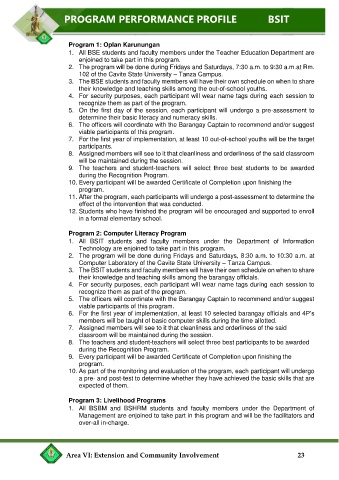 PROGRAM PERFORMANCE PROFILE BSIT
Program 1: Oplan Karunungan
1. All BSE students and faculty members under the Teacher Education Department are
enjoined to take part in this program.
2. The program will be done during Fridays and Saturdays, 7:30 a.m. to 9:30 a.m at Rm.
102 of the Cavite State University – Tanza Campus.
3. The BSE students and faculty members will have their own schedule on when to share
their knowledge and teaching skills among the out-of-school youths.
4. For security purposes, each participant will wear name tags during each session to
recognize them as part of the program.
5. On the first day of the session, each participant will undergo a pre-assessment to
determine their basic literacy and numeracy skills.
6. The officers will coordinate with the Barangay Captain to recommend and/or suggest
viable participants of this program.
7. For the first year of implementation, at least 10 out-of-school youths will be the target
participants.
8. Assigned members will see to it that cleanliness and orderliness of the said classroom
will be maintained during the session.
9. The teachers and student-teachers will select three best students to be awarded
during the Recognition Program.
10. Every participant will be awarded Certificate of Completion upon finishing the
program.
11. After the program, each participants will undergo a post-assessment to determine the
effect of the intervention that was conducted.
12. Students who have finished the program will be encouraged and supported to enroll
in a formal elementary school.
Program 2: Computer Literacy Program
1. All BSIT students and faculty members under the Department of Information
Technology are enjoined to take part in this program.
2. The program will be done during Fridays and Saturdays, 8:30 a.m. to 10:30 a.m. at
Computer Laboratory of the Cavite State University – Tanza Campus.
3. The BSIT students and faculty members will have their own schedule on when to share
their knowledge and teaching skills among the barangay officials.
4. For security purposes, each participant will wear name tags during each session to
recognize them as part of the program.
5. The officers will coordinate with the Barangay Captain to recommend and/or suggest
viable participants of this program.
6. For the first year of implementation, at least 10 selected barangay officials and 4P's
members will be taught of basic computer skills during the time allotted.
7. Assigned members will see to it that cleanliness and orderliness of the said
classroom will be maintained during the session.
8. The teachers and student-teachers will select three best participants to be awarded
during the Recognition Program.
9. Every participant will be awarded Certificate of Completion upon finishing the
program.
10. As part of the monitoring and evaluation of the program, each participant will undergo
a pre- and post-test to determine whether they have achieved the basic skills that are
expected of them.
Program 3: Livelihood Programs
1. All BSBM and BSHRM students and faculty members under the Department of
Management are enjoined to take part in this program and will be the facilitators and
over-all in-charge.
Area VI: Extension and Community Involvement 23